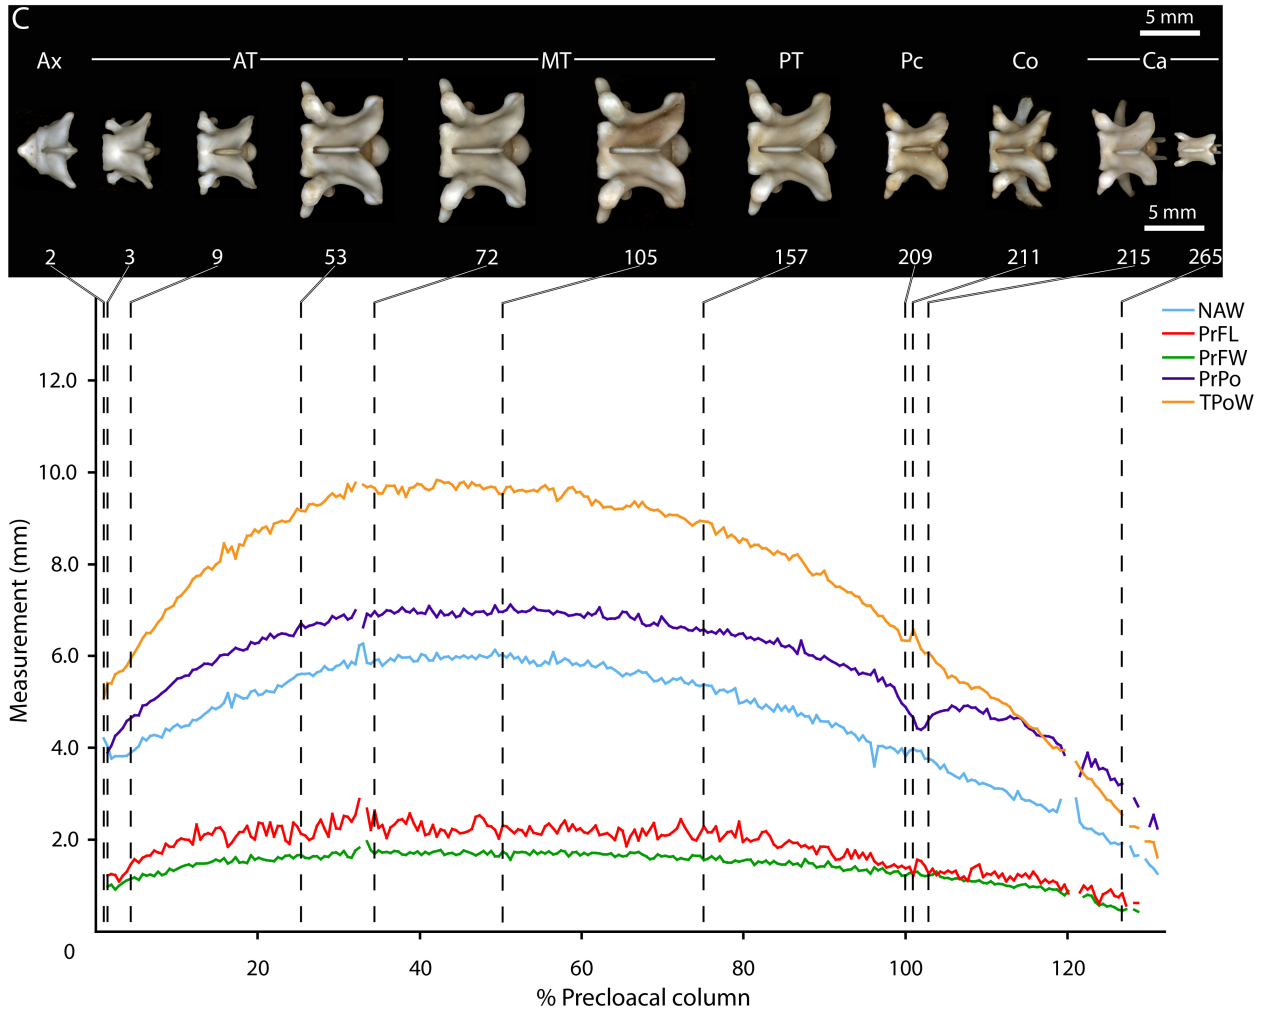 C
5 mm
Ax AT MT PT Pc Co Ca
5 mm
2 3 9 53 72 105 157 209 211 215 265
NAW
PrFL
PrFW
PrPo
TPoW
12.0
10.0
8.0
6.0
4.0
2.0
0
Measurement (mm)
20 40 60 80 100 120
% Precloacal column